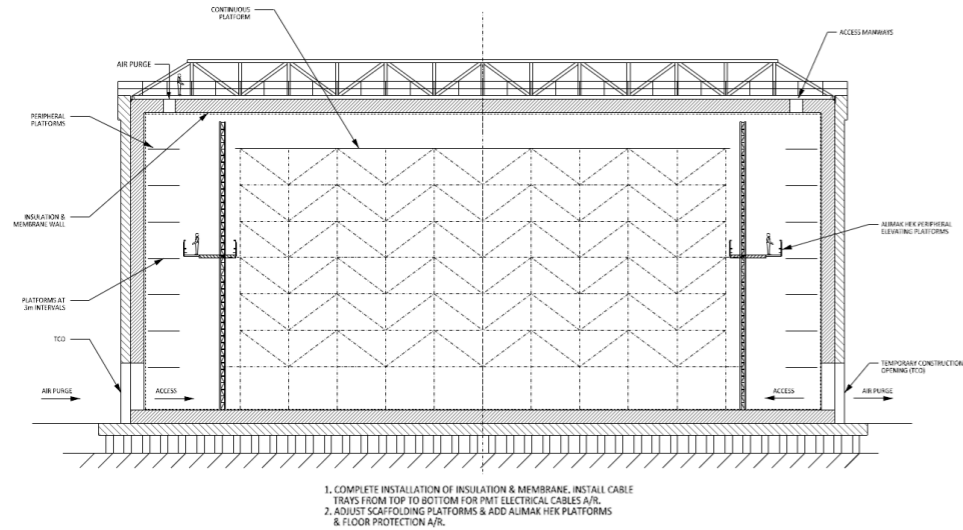 CONTINUOUS
PLATFORM
ACCESS MANWAYS
AIR PURGE
PERIPHERAL
PLATFORMS
INSULATION &
MEMBRANE WALL
ALIMAK HEK PERIPHERAL
ELEVATING PLATFORMS
PLATFORMS AT
3m INTERVALS
TCO
TEMPORARY CONSTRUCTION
OPENING (TCO)
AIR PURGE
ACCESS
ACCESS
AIR PURGE
1. COMPLETE INSTALLATION OF INSULATION & MEMBRANE, INSTALL CABLE
TRAYS FROM TOP TO BOTTOM FOR PMT ELECTRICAL CABLES A/R.
2. ADJUST SCAFFOLDING PLATFORMS & ADD ALIMAK HEK PLATFORMS
& FLOOR PROTECTION A/R.